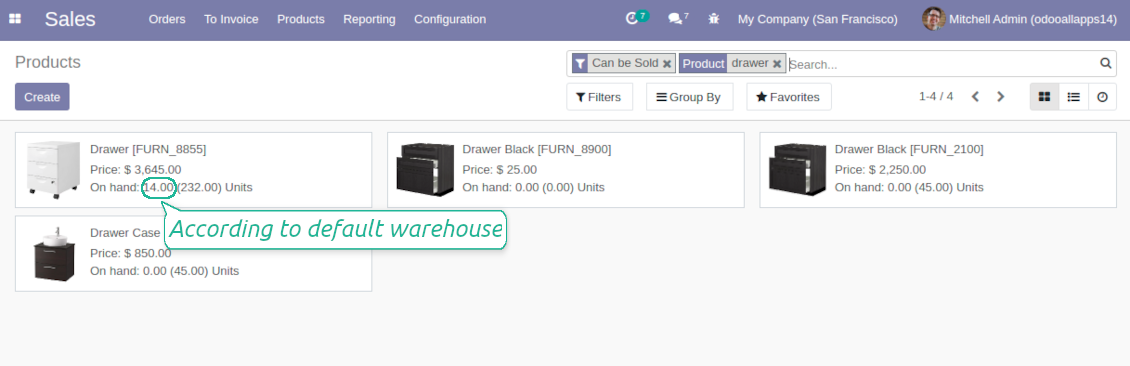 Sales
Orders
To Invoice
Products
Reporting
Configuration
7
7
My Company (San Francisco)
Mitchell Admin (odooallapps14)
Products
Can be Sold
Product
drawer
Search...
Create
Filters
Group By
Favorites
1-4 / 4
Drawer [FURN_8855]
Price: $ 3,645.00
On hand: 14.00 (232.00) Units
Drawer Black [FURN_8900]
Price: $ 25.00
On hand: 0.00 (0.00) Units
Drawer Black [FURN_2100]
Price: $ 2,250.00
On hand: 0.00 (45.00) Units
According to default warehouse
Drawer Case
Price: $ 850.00
On hand: 0.00 (45.00) Units